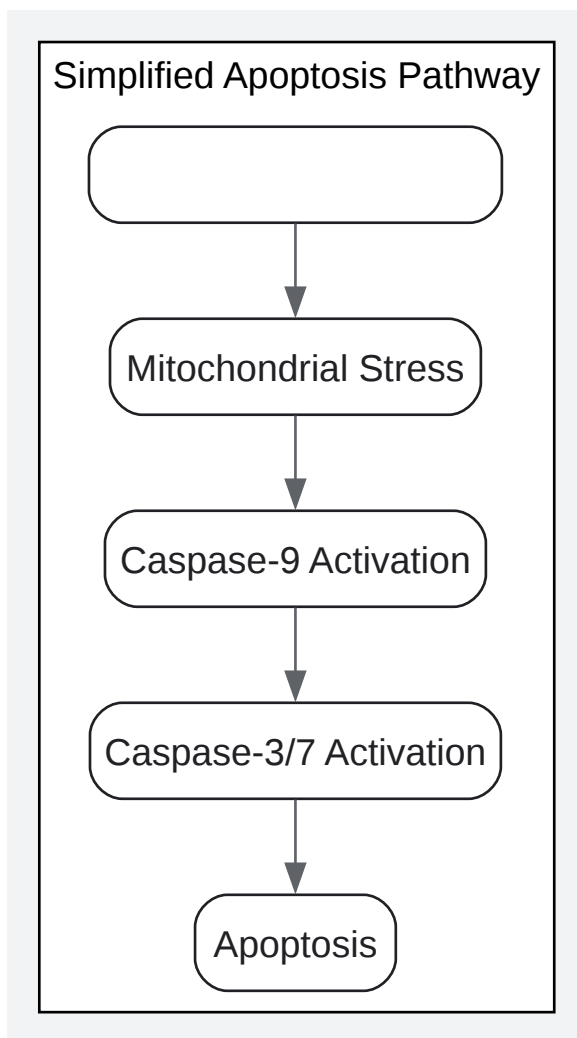 Simplified Apoptosis Pathway
Mitochondrial Stress
Caspase-9 Activation
Caspase-3/7 Activation
Apoptosis